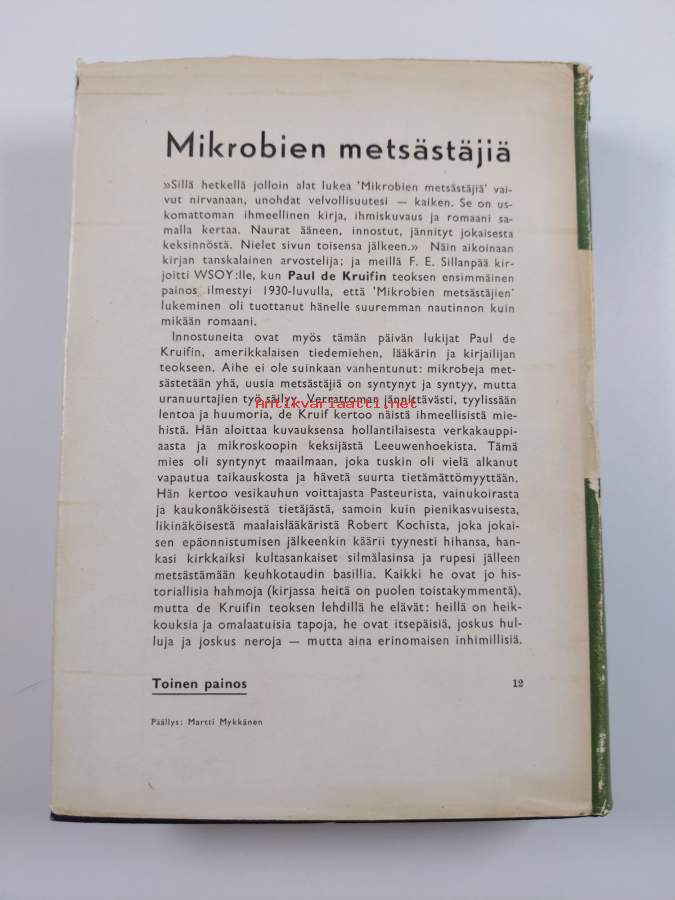 Mikrobien metsästäjiä
»Sillä hetkellä jolloin alat lukea 'Mikrobien metsästäjiä' vai-
vut nirvanaan, unohdat velvollisuutesi — kaiken. Se on us-
komattoman ihmeellinen kirja, ihmiskuvaus ja romaani sa-
malla kertaa. Naurat ääneen, innostut, jännityt jokaisesta
keksinnöstä. Nielet sivun toisensa jälkeen.» Näin aikoinaan
kirjan tanskalainen arvostelija; ja meillä F. E. Sillanpää kir-
joitti WSOY:lle, kun Paul de Kruifin teoksen ensimmäinen
painos ilmestyi 1930-luvulla, että 'Mikrobien metsästäjien'
lukeminen oli tuottanut hänelle suuremman nautinnon kuin
mikään romaani.
Innostuneita ovat myös tämän päivän lukijat Paul de
Kruifin, amerikkalaisen tiedemiehen, lääkärin ja kirjailijan
teokseen. Aihe ei ole suinkaan vanhentunut: mikrobeja met-
sästetään yhä, uusia metsästäjiä on syntynyt ja syntyy, mutta
uranuurtajien työ säilyy. Verrattoman jännittävästi, tyylissään
Antikvariaatti.net
lentoa ja huumoria, de Kruif kertoo näistä ihmeellisistä mie-
histä. Hän aloittaa kuvauksensa hollantilaisesta verkakauppi-
aasta ja mikroskoopin keksijästä Leeuwenhoekista. Tämä
mies oli syntynyt maailmaan, joka tuskin oli vielä alkanut
vapautua taikauskosta ja hävetä suurta tietämättömyyttään.
Hän kertoo vesikauhun voittajasta Pasteurista, vainukoirasta
ja kaukonäköisestä tietäjästä, samoin kuin pienikasvuisesta,
likinäköisestä maalaislääkäristä Robert Kochista, joka jokai-
sen epäonnistumisen jälkeenkin kääri tyynesti hihansa, han-
kasi kirkkaiksi kultasankaiset silmälasinsa ja rupesi jälleen
metsästämään keuhkotaudin basillia. Kaikki he ovat jo his-
toriallisia hahmoja (kirjassa heitä on puolen toistakymmentä),
mutta de Kruifin teoksen lehdillä he elävät: heillä on heik-
kouksia ja omalaatuisia tapoja, he ovat itsepäisiä, joskus hul-
luja ja joskus neroja — mutta aina erinomaisen inhimillisiä.
Toinen painos 12
Päällys: Martti Mykkänen